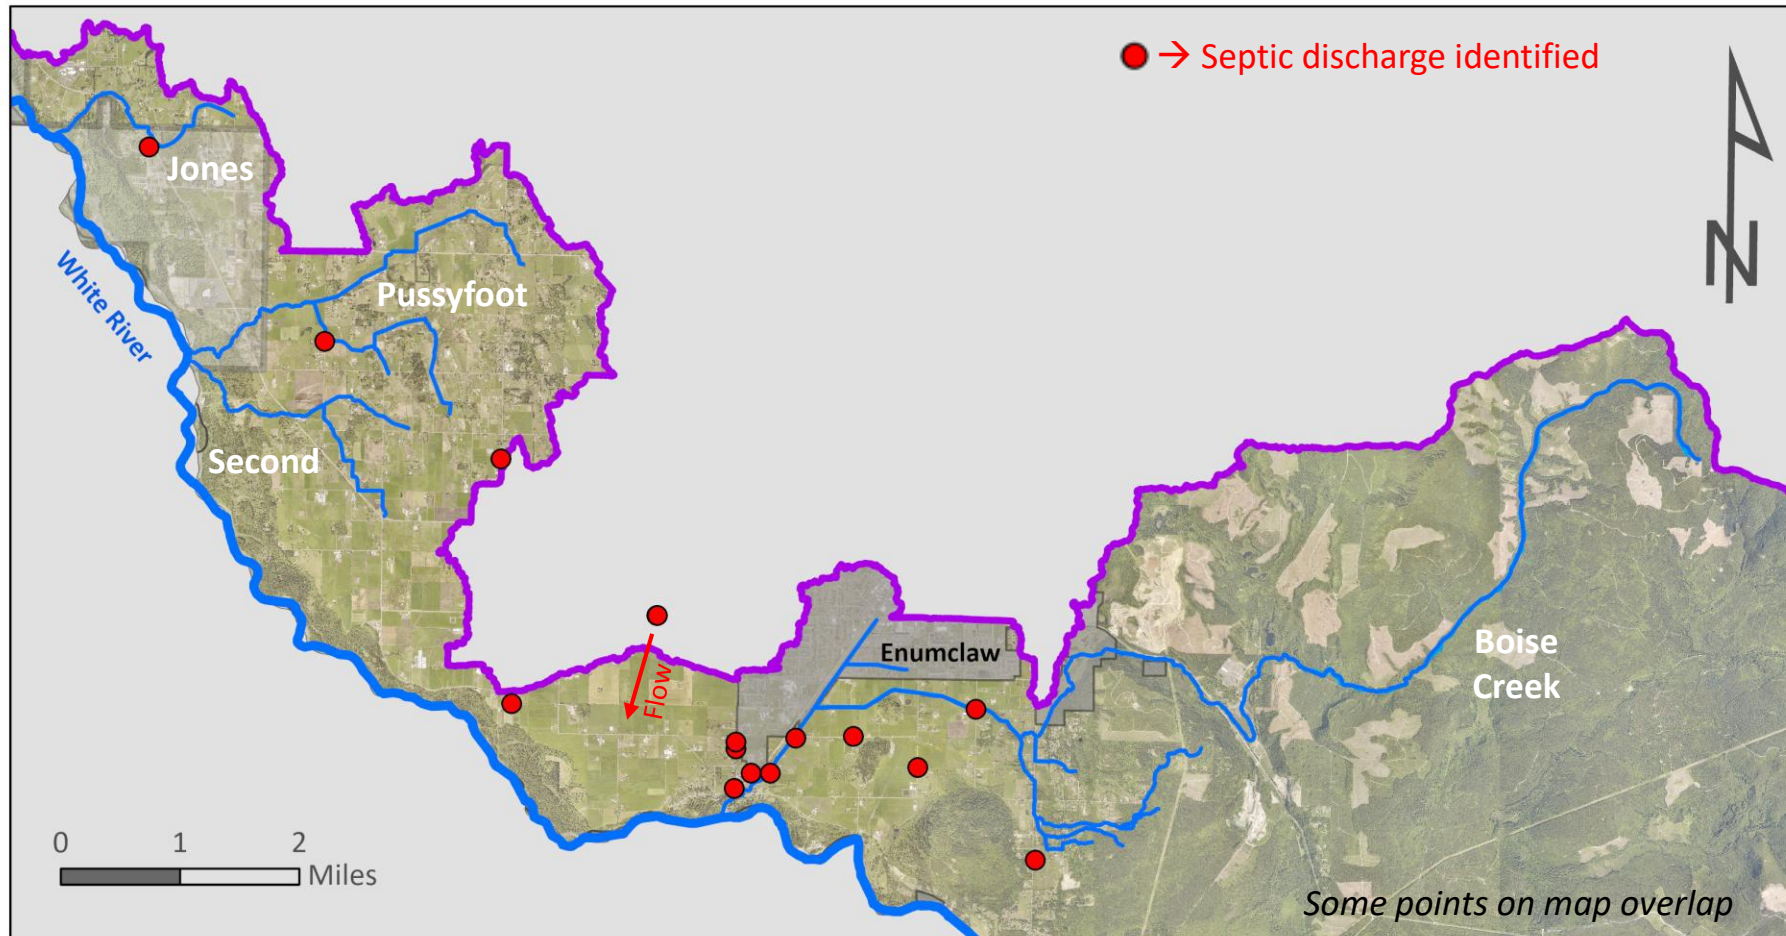 → Septic discharge identified
Jones
N
White River
Pussyfoot
Second
Flow
Enumclaw
Boise
Creek
0 1 2
Miles
Some points on map overlap